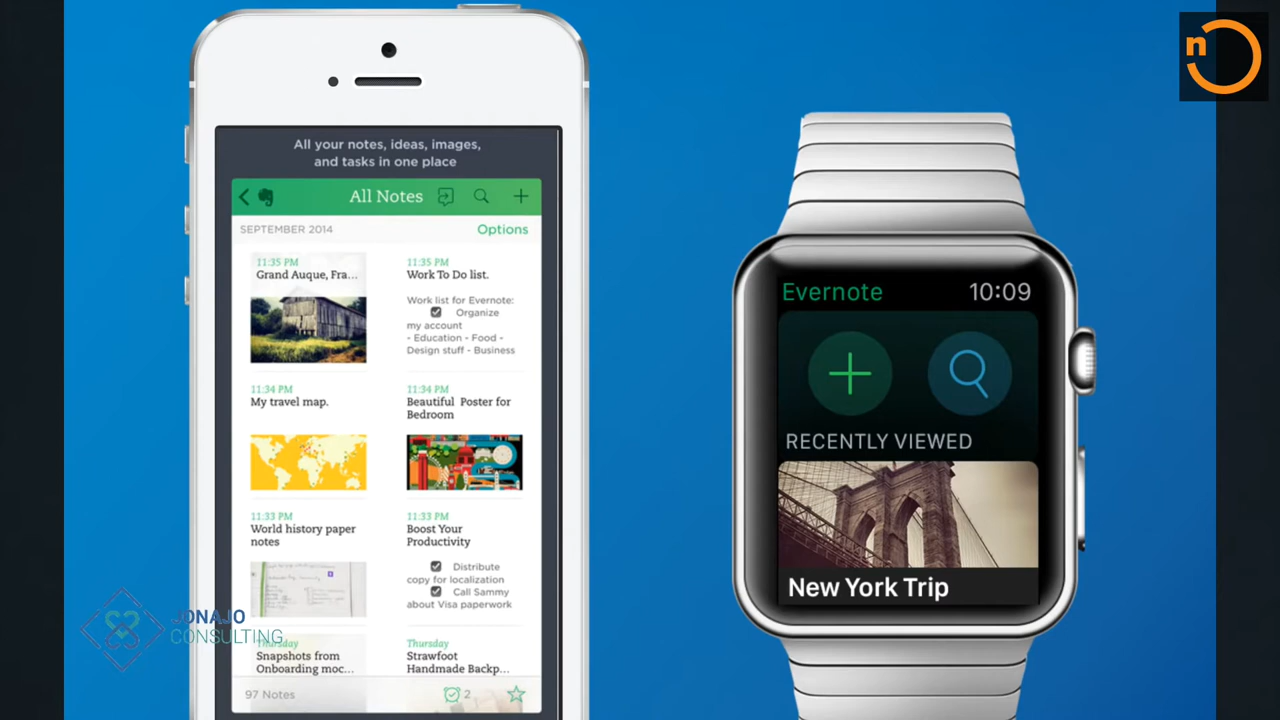 n
All your notes, ideas, images,
and tasks in one place
All Notes
SEPTEMBER 2014
Options
11:35 PM
Grand Auque, Fra...
11:35 PM
Work To Do list.
Work list for Evernote:
Organize
my account
- Education - Food -
Design stuff - Business
11:34 PM
My travel map.
11:34 PM
Beautiful Poster for
Bedroom
11:33 PM
World history paper
notes
11:33 PM
Boost Your
Productivity
Distribute
copy for localization
Call Sammy
about Visa paperwork
Thursday
Snapshots from
Onboarding moc...
Thursday
Strawfoot
Handmade Backp...
97 Notes
2
JONAJO
CONSULTING
Evernote
10:09
RECENTLY VIEWED
New York Trip